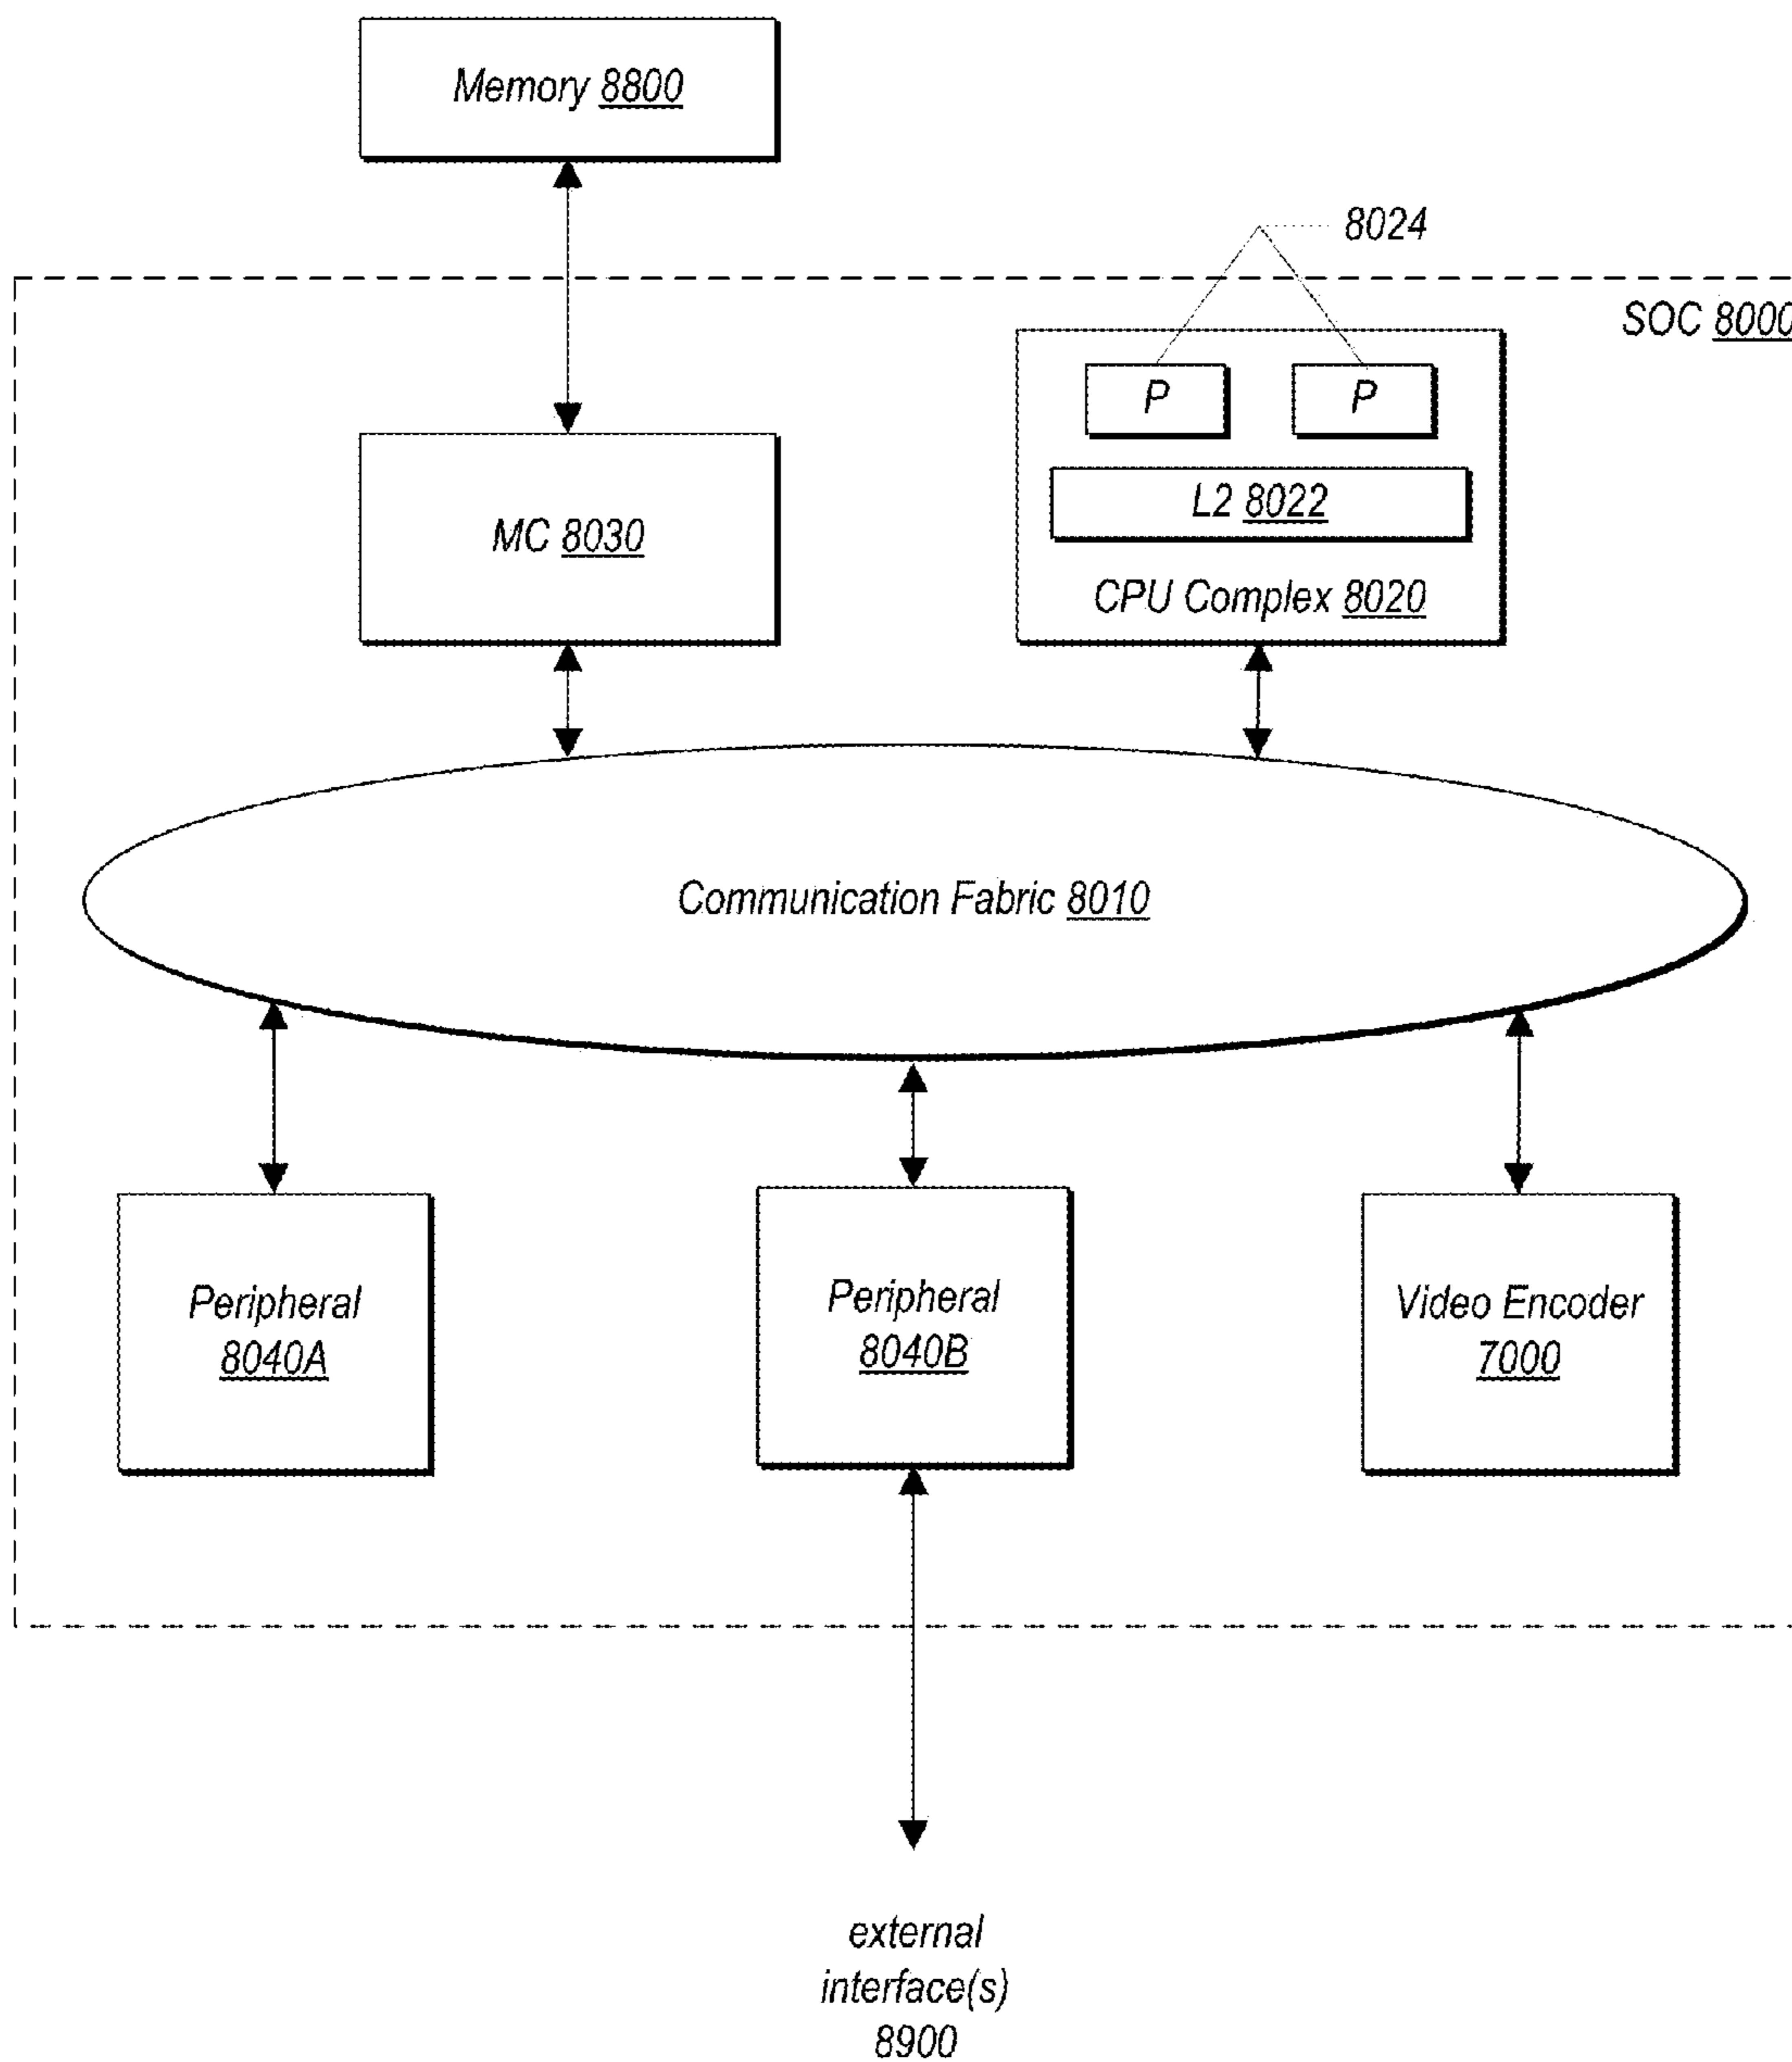 Memory 8800
8024
SOC 8000
P
P
L2 8022
MC 8030
CPU Complex 8020
Communication Fabric 8010
Peripheral
8040A
Peripheral
8040B
Video Encoder
7000
external
interface(s)
8900